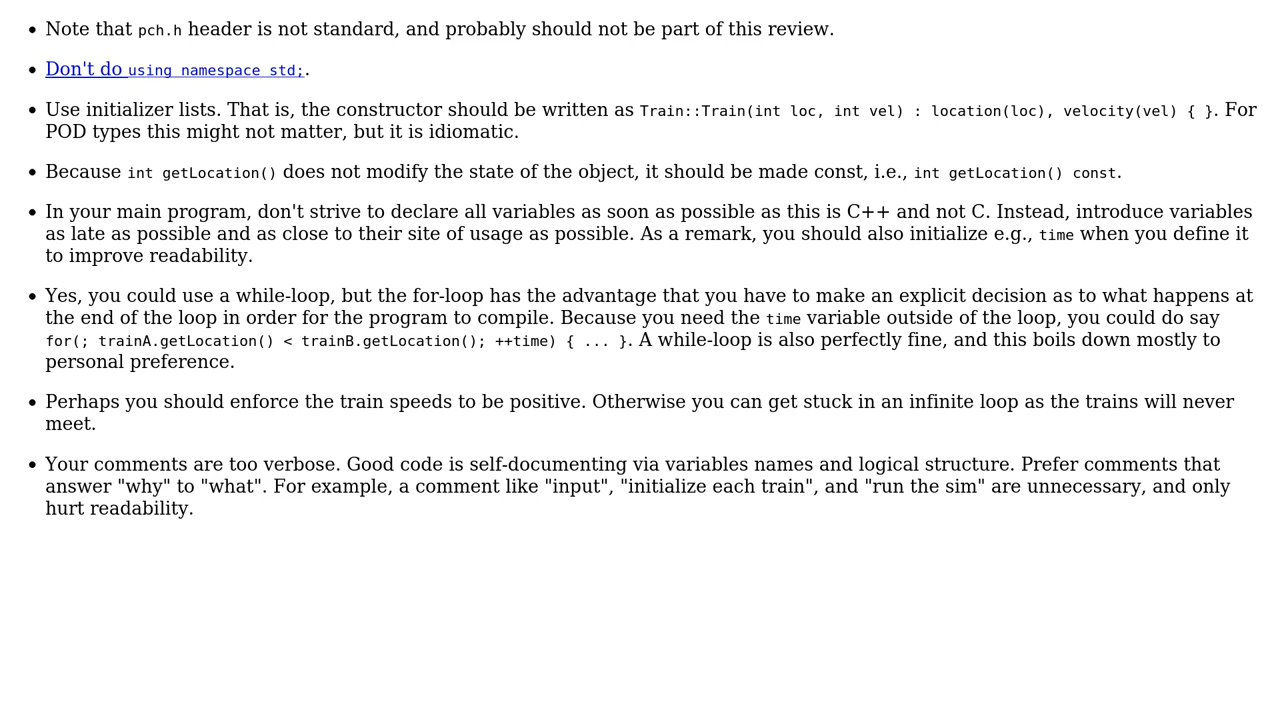 Note that pch.h header is not standard, and probably should not be part of this review.
Don't do using namespace std;.
Use initializer lists. That is, the constructor should be written as Train::Train(int loc, int vel) : location(loc), velocity(vel) { }. For
POD types this might not matter, but it is idiomatic.
Because int getLocation() does not modify the state of the object, it should be made const, i.e., int getLocation() const.
In your main program, don't strive to declare all variables as soon as possible as this is C++ and not C. Instead, introduce variables
as late as possible and as close to their site of usage as possible. As a remark, you should also initialize e.g., time when you define it
to improve readability.
Yes, you could use a while-loop, but the for-loop has the advantage that you have to make an explicit decision as to what happens at
the end of the loop in order for the program to compile. Because you need the time variable outside of the loop, you could do say
for(; trainA.getLocation() < trainB.getLocation(); ++time) { ... }. A while-loop is also perfectly fine, and this boils down mostly to
personal preference.
Perhaps you should enforce the train speeds to be positive. Otherwise you can get stuck in an infinite loop as the trains will never
meet.
Your comments are too verbose. Good code is self-documenting via variables names and logical structure. Prefer comments that
answer "why" to "what". For example, a comment like "input", "initialize each train", and "run the sim" are unnecessary, and only
hurt readability.